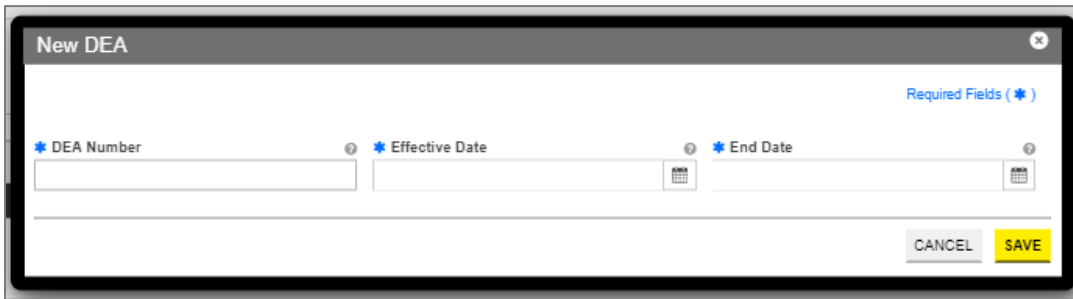 New DEA
Required Fields ( * )
* DEA Number * Effective Date * End Date
CANCEL SAVE